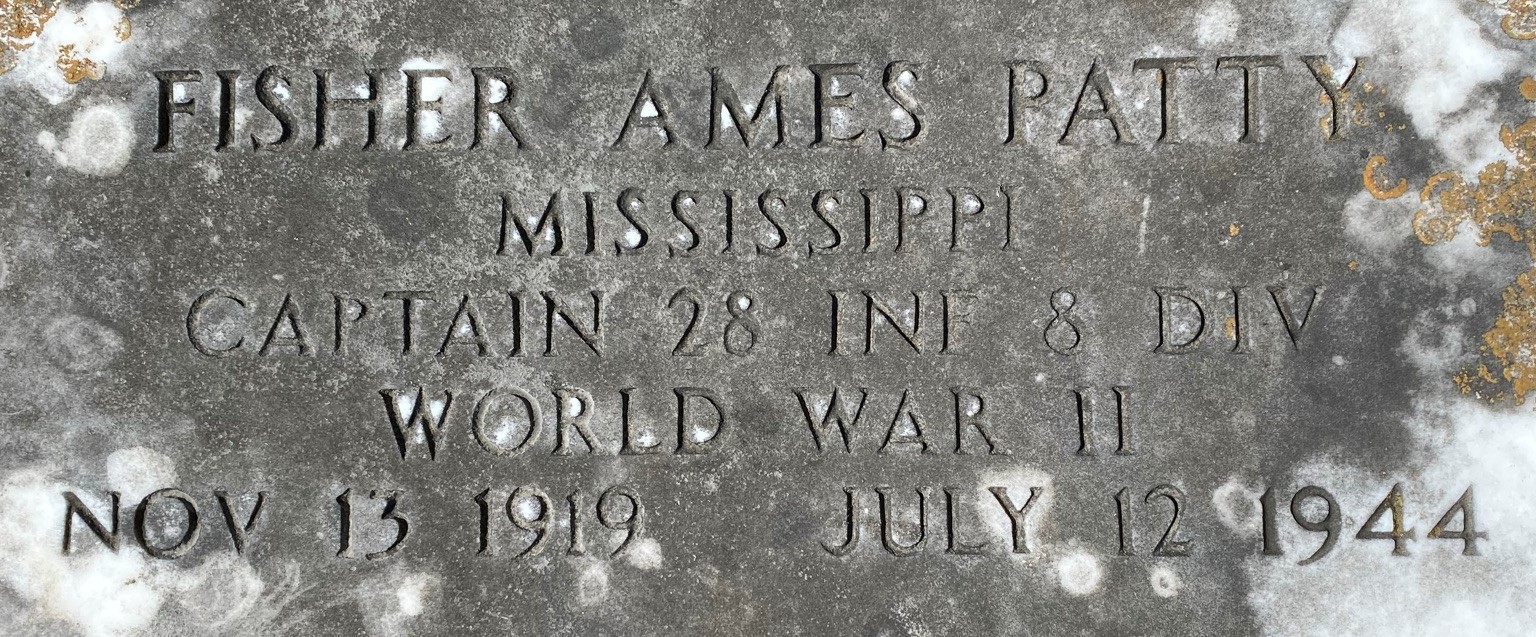 FISHER AMES PATTY
MISSISSIPPI
CAPTAIN 28 INF 8 DIV
WORLD WAR II
NOV 13 1919 JULY 12 1944